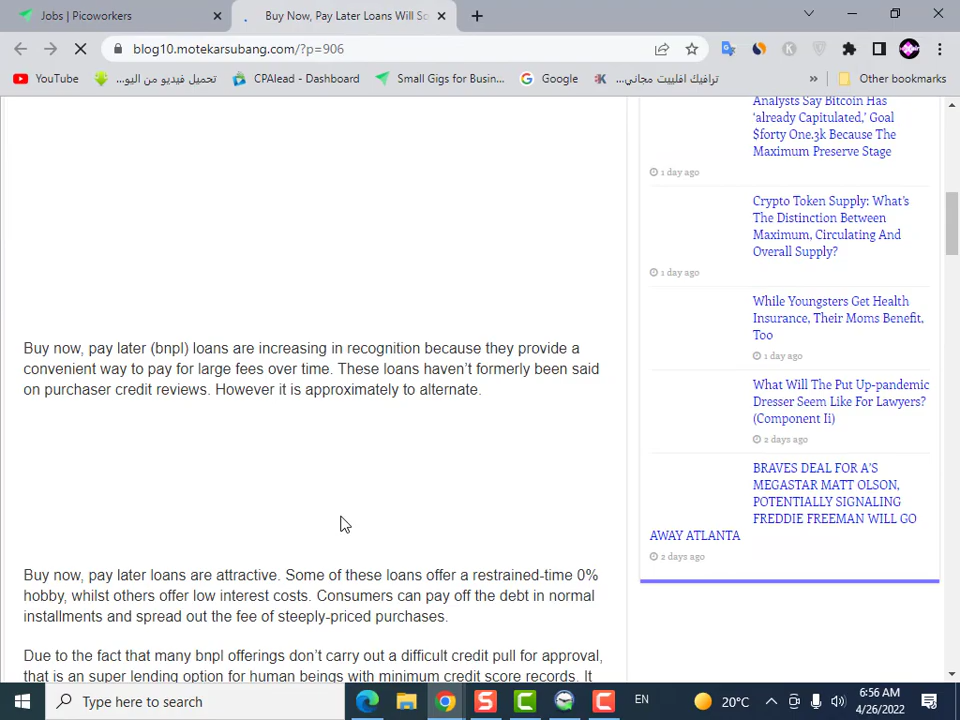 Jobs | Picoworkers
Buy Now, Pay Later Loans Will So
blog10.motekarsubang.com/?p=906
YouTube
تحميل فيديو من اليو...
CPAlead - Dashboard
Small Gigs for Busin...
Google
ترافيك افلييت مجاني...
»
Other bookmarks
Buy now, pay later (bnpl) loans are increasing in recognition because they provide a
convenient way to pay for large fees over time. These loans haven't formerly been said
on purchaser credit reviews. However it is approximately to alternate.
Buy now, pay later loans are attractive. Some of these loans offer a restrained-time 0%
hobby, whilst others offer low interest costs. Consumers can pay off the debt in normal
installments and spread out the fee of steeply-priced purchases.
Due to the fact that many bnpl offerings don't carry out a difficult credit pull for approval,
that is an super lending option for human beings with minimum credit score records. It
Analysts Say Bitcoin Has
'already Capitulated,' Goal
$forty One.3k Because The
Maximum Preserve Stage
1 day ago
Crypto Token Supply: What's
The Distinction Between
Maximum, Circulating And
Overall Supply?
1 day ago
While Youngsters Get Health
Insurance, Their Moms Benefit,
Too
1 day ago
What Will The Put Up-pandemic
Dresser Seem Like For Lawyers?
(Component Ii)
2 days ago
BRAVES DEAL FOR A'S
MEGASTAR MATT OLSON,
POTENTIALLY SIGNALING
FREDDIE FREEMAN WILL GO
AWAY ATLANTA
2 days ago
Type here to search
20°C
EN
6:56 AM
4/26/2022